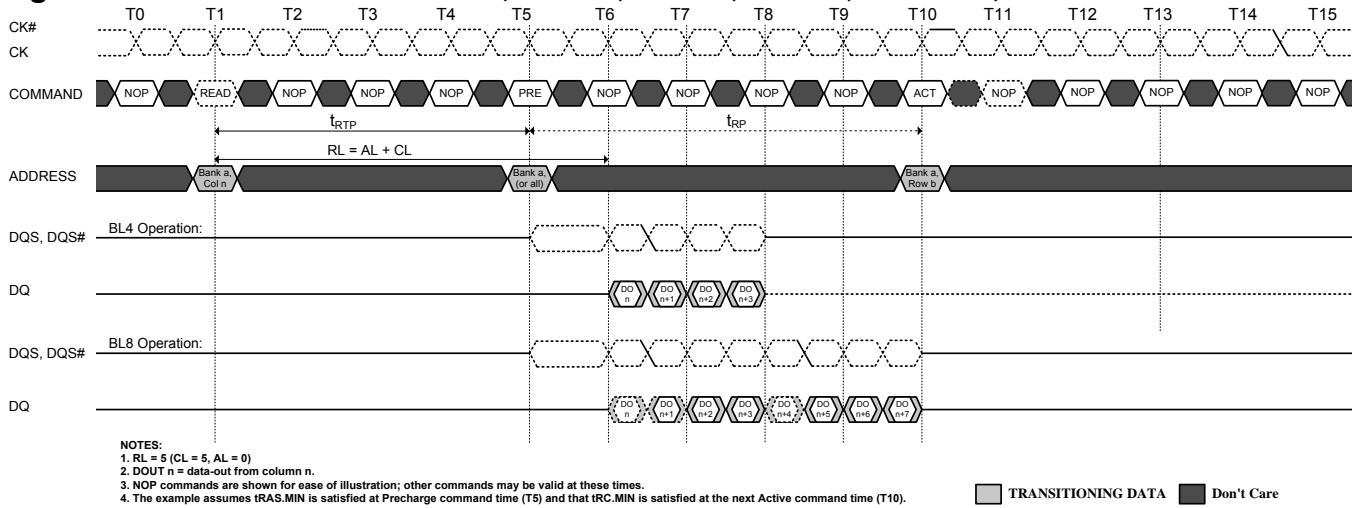 T0 T1 T2 T3 T4 T5 T6 T7 T8 T9 T10 T11 T12 T13 T14 T15
CK#
CK
COMMAND NOP READ NOP NOP NOP PRE NOP NOP NOP NOP ACT NOP NOP NOP NOP NOP
tRTP tRP
RL = AL + CL
ADDRESS Bank a, Col n Bank a, (or all) Bank a, Row b
BL4 Operation:
DQS, DQS#
DQ DO n DO n+1 DO n+2 DO n+3
BL8 Operation:
DQS, DQS#
DQ DO n DO n+1 DO n+2 DO n+3 DO n+4 DO n+5 DO n+6 DO n+7
NOTES:
1. RL = 5 (CL = 5, AL = 0)
2. DOUT n = data-out from column n.
3. NOP commands are shown for ease of illustration; other commands may be valid at these times.
4. The example assumes tRAS.MIN is satisfied at Precharge command time (T5) and that tRC.MIN is satisfied at the next Active command time (T10).
TRANSITIONING DATA Don't Care